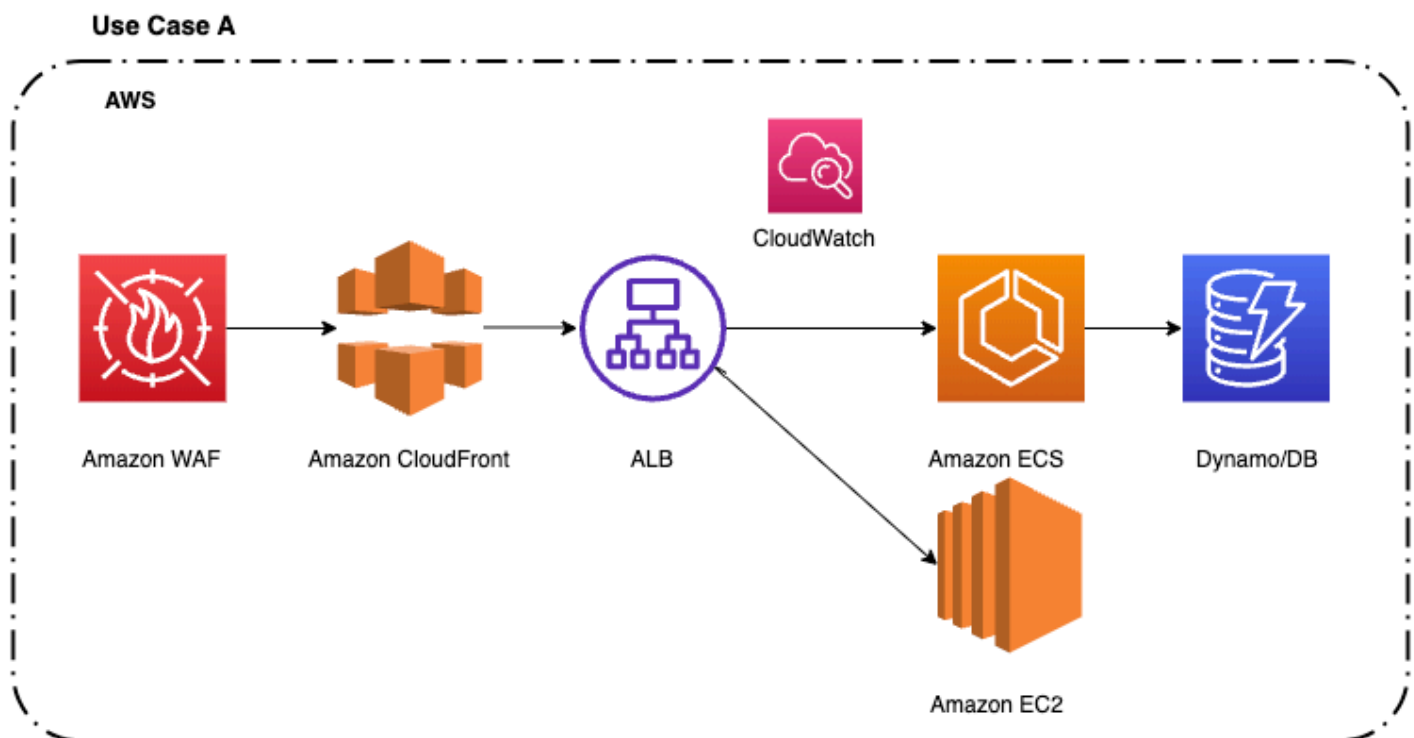 Use Case A
AWS
CloudWatch
Amazon WAF
Amazon CloudFront
ALB
Amazon ECS
Dynamo/DB
Amazon EC2